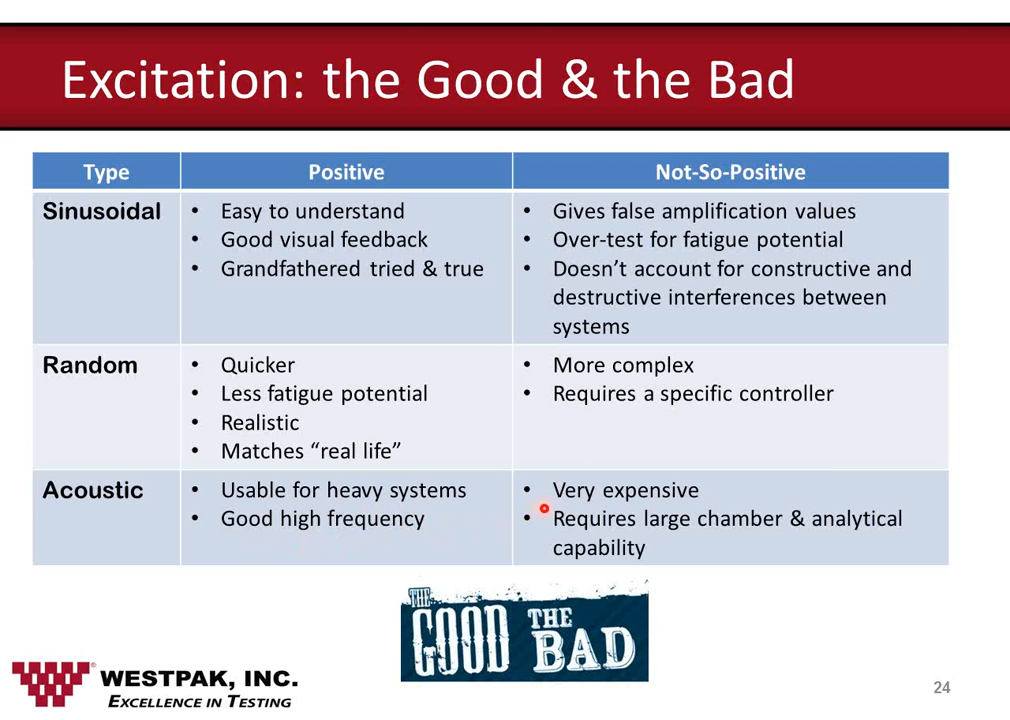 Excitation: the Good & the Bad
Type Positive Not-So-Positive
Sinusoidal
• Easy to understand
• Good visual feedback
• Grandfathered tried & true
• Gives false amplification values
• Over-test for fatigue potential
• Doesn’t account for constructive and
destructive interferences between
systems
Random
• Quicker
• Less fatigue potential
• Realistic
• Matches “real life”
• More complex
• Requires a specific controller
Acoustic
• Usable for heavy systems
• Good high frequency
• Very expensive
• Requires large chamber & analytical
capability
THE GOOD THE BAD
WESTPAK, INC.
EXCELLENCE IN TESTING
24